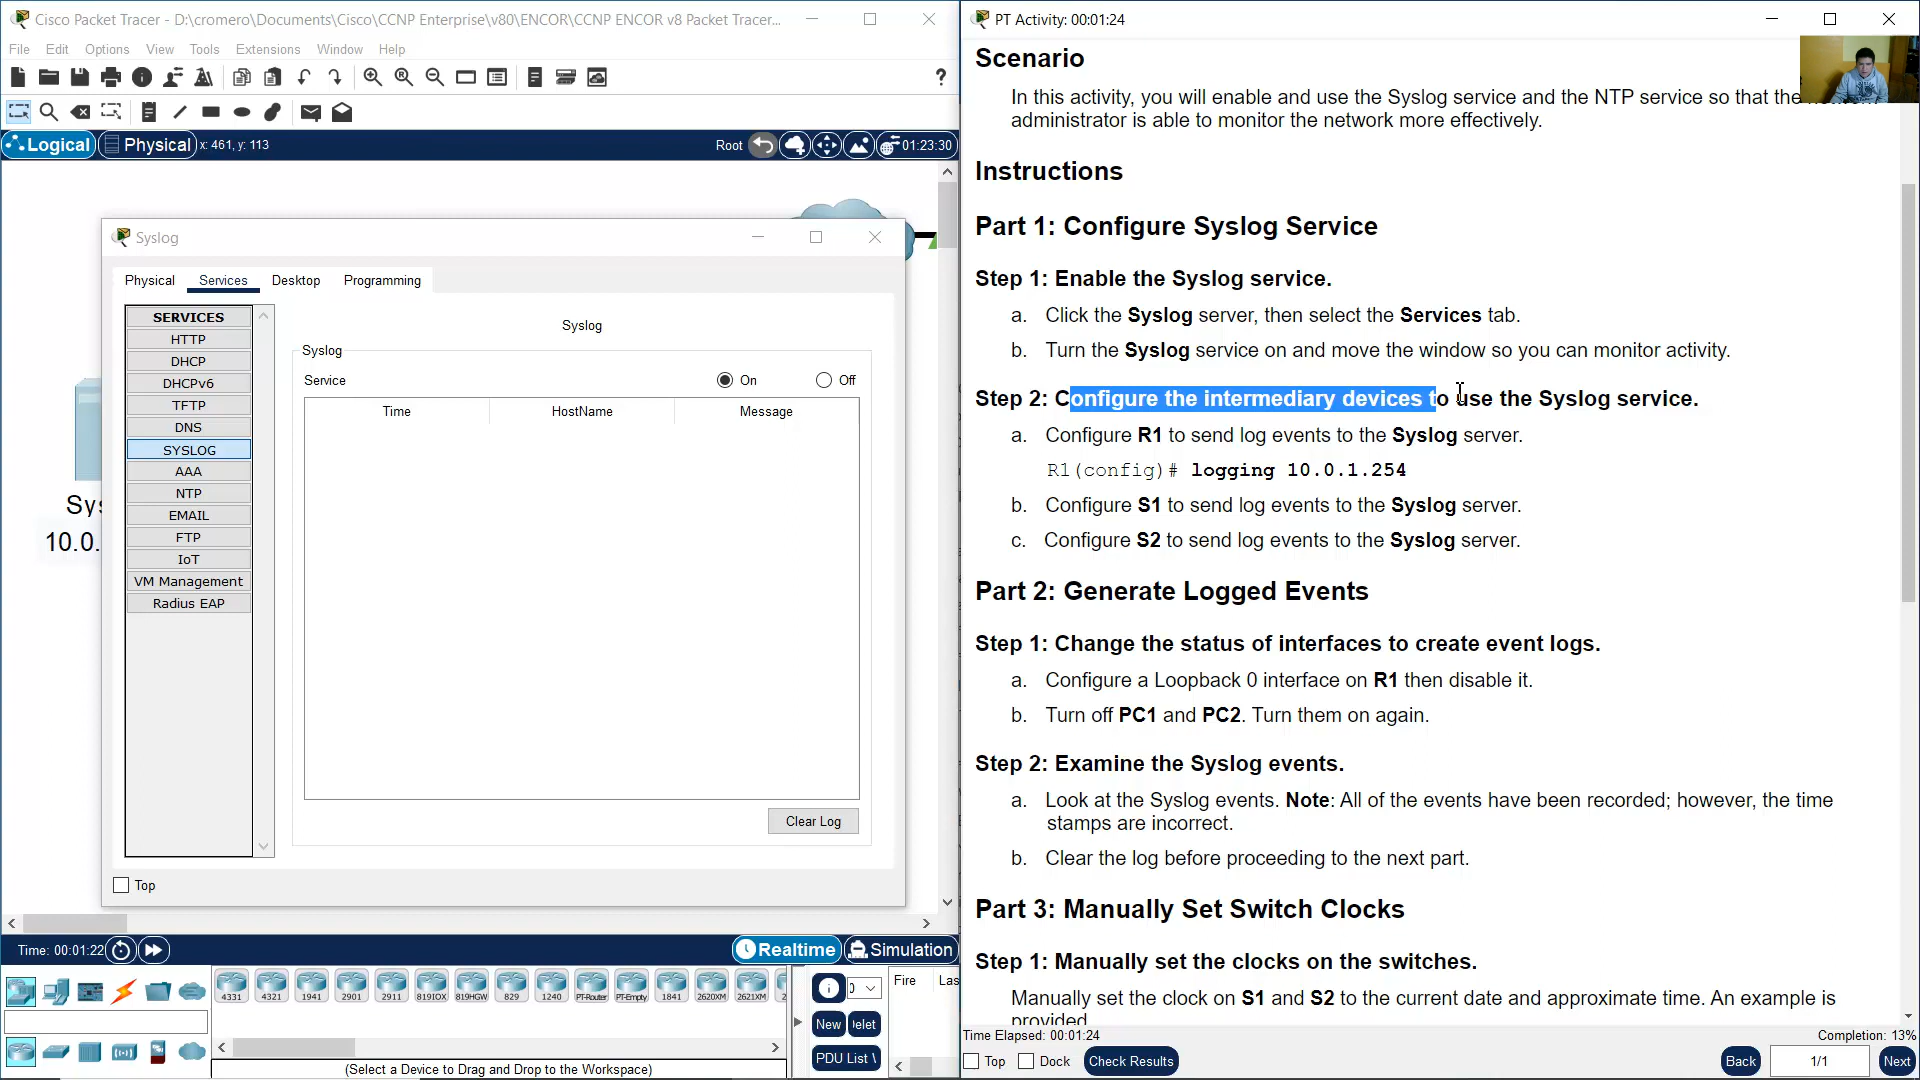 Cisco Packet Tracer - D:\cromero\Documents\Cisco\CCNP Enterprise\v80\ENCOR\CCNP ENCOR v8 Packet Tracer...
File Edit Options View Tools Extensions Window Help
?
Logical Physical x: 461, y: 113 Root 01:23:30
Syslog
Physical Services Desktop Programming
SERVICES
HTTP
DHCP
DHCPv6
TFTP
DNS
SYSLOG
AAA
NTP
EMAIL
FTP
IoT
VM Management
Radius EAP
Syslog
Syslog
Service On Off
Time HostName Message
Clear Log
Top
Sys
10.0.
Time: 00:01:22 Realtime Simulation
4331 4321 1941 2901 2911 819IOX 819HGW 829 1240 PT-Router PT-Empty 1841 2620XM 2621XM 2
(Select a Device to Drag and Drop to the Workspace)
Fire Las
New elet
PDU List \
PT Activity: 00:01:24
Scenario
In this activity, you will enable and use the Syslog service and the NTP service so that the
administrator is able to monitor the network more effectively.
Instructions
Part 1: Configure Syslog Service
Step 1: Enable the Syslog service.
a. Click the Syslog server, then select the Services tab.
b. Turn the Syslog service on and move the window so you can monitor activity.
Step 2: Configure the intermediary devices to use the Syslog service.
a. Configure R1 to send log events to the Syslog server.
R1(config)# logging 10.0.1.254
b. Configure S1 to send log events to the Syslog server.
c. Configure S2 to send log events to the Syslog server.
Part 2: Generate Logged Events
Step 1: Change the status of interfaces to create event logs.
a. Configure a Loopback 0 interface on R1 then disable it.
b. Turn off PC1 and PC2. Turn them on again.
Step 2: Examine the Syslog events.
a. Look at the Syslog events. Note: All of the events have been recorded; however, the time
stamps are incorrect.
b. Clear the log before proceeding to the next part.
Part 3: Manually Set Switch Clocks
Step 1: Manually set the clocks on the switches.
Manually set the clock on S1 and S2 to the current date and approximate time. An example is
provided
Time Elapsed: 00:01:24 Completion: 13%
Top Dock Check Results Back 1/1 Next